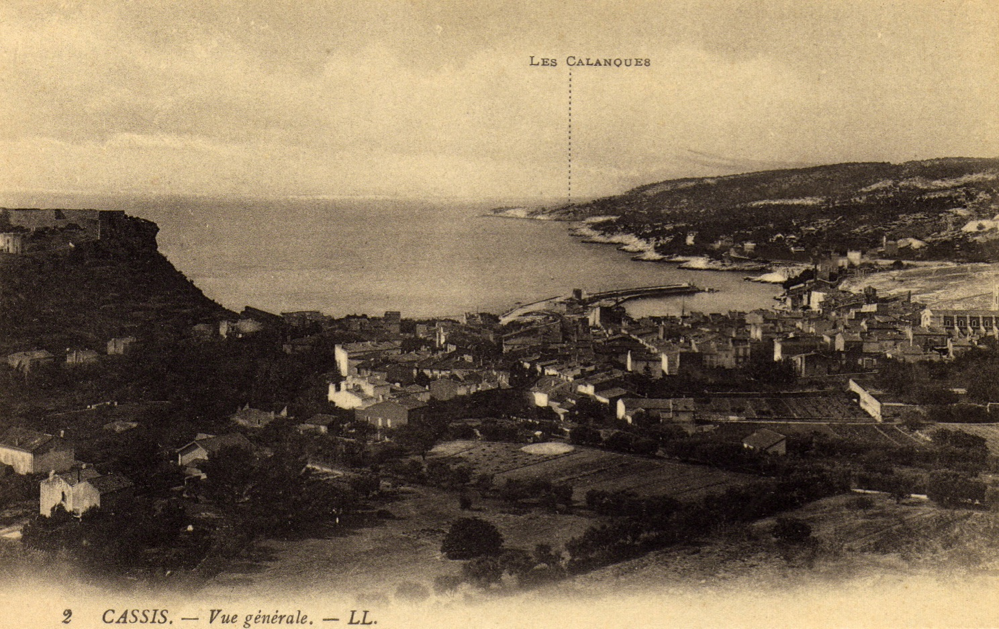 LES CALANQUES
2 CASSIS. — Vue générale. — LL.